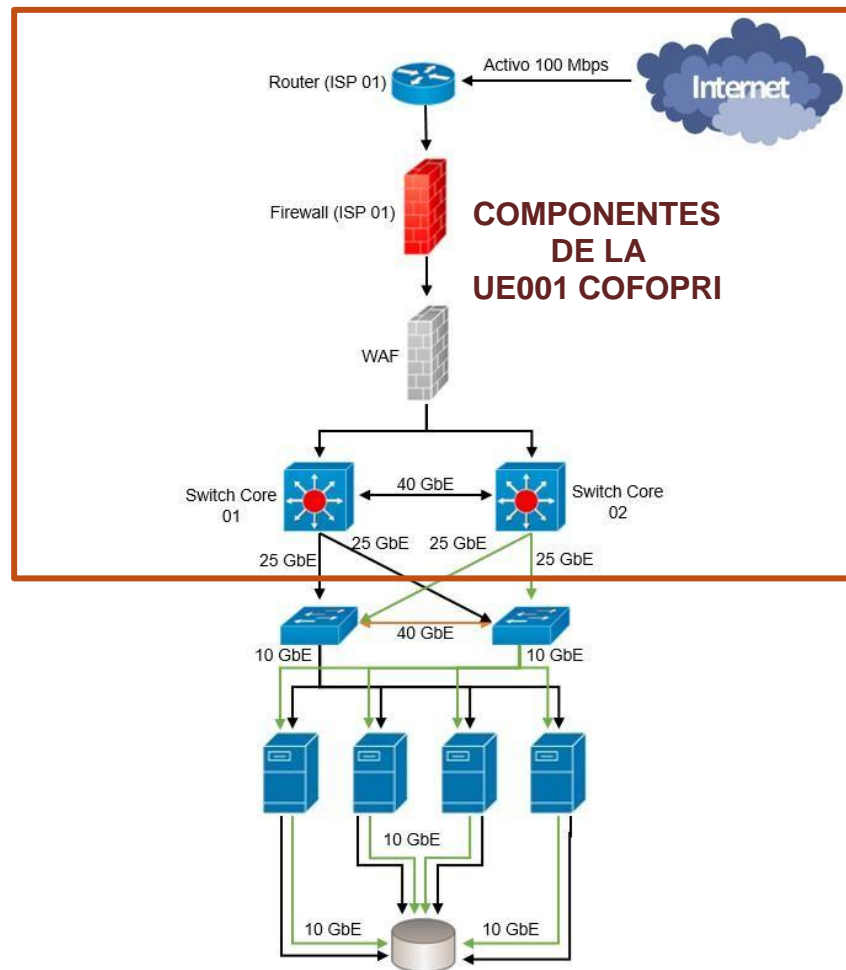 Activo 100 Mbps
Internet
Router (ISP 01)
Firewall (ISP 01)
COMPONENTES
DE LA
UE001 COFOPRI
WAF
Switch Core
01
40 GbE
Switch Core
02
25 GbE
25 GbE
25 GbE
25 GbE
40 GbE
10 GbE
10 GbE
10 GbE
10 GbE
10 GbE